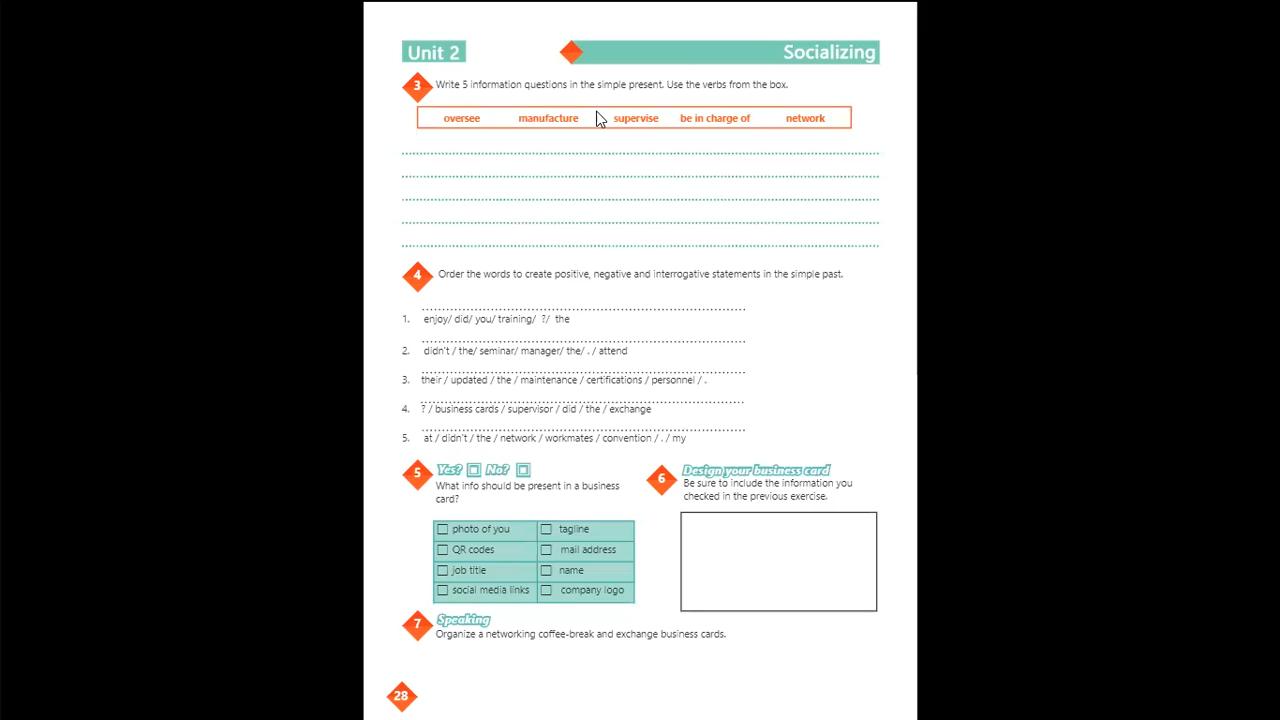 Unit 2
Socializing
3
Write 5 information questions in the simple present. Use the verbs from the box.
oversee manufacture supervise be in charge of network
4
Order the words to create positive, negative and interrogative statements in the simple past.
1. enjoy/ did/ you/ training/ ?/ the
2. didn't / the/ seminar/ manager/ the/ . / attend
3. their / updated / the / maintenance / certifications / personnel / .
4. ? / business cards / supervisor / did / the / exchange
5. at / didn't / the / network / workmates / convention / . / my
5
Yes? No?
What info should be present in a business
card?
photo of you tagline
QR codes mail address
job title name
social media links company logo
6
Design your business card
Be sure to include the information you
checked in the previous exercise.
7
Speaking
Organize a networking coffee-break and exchange business cards.
28